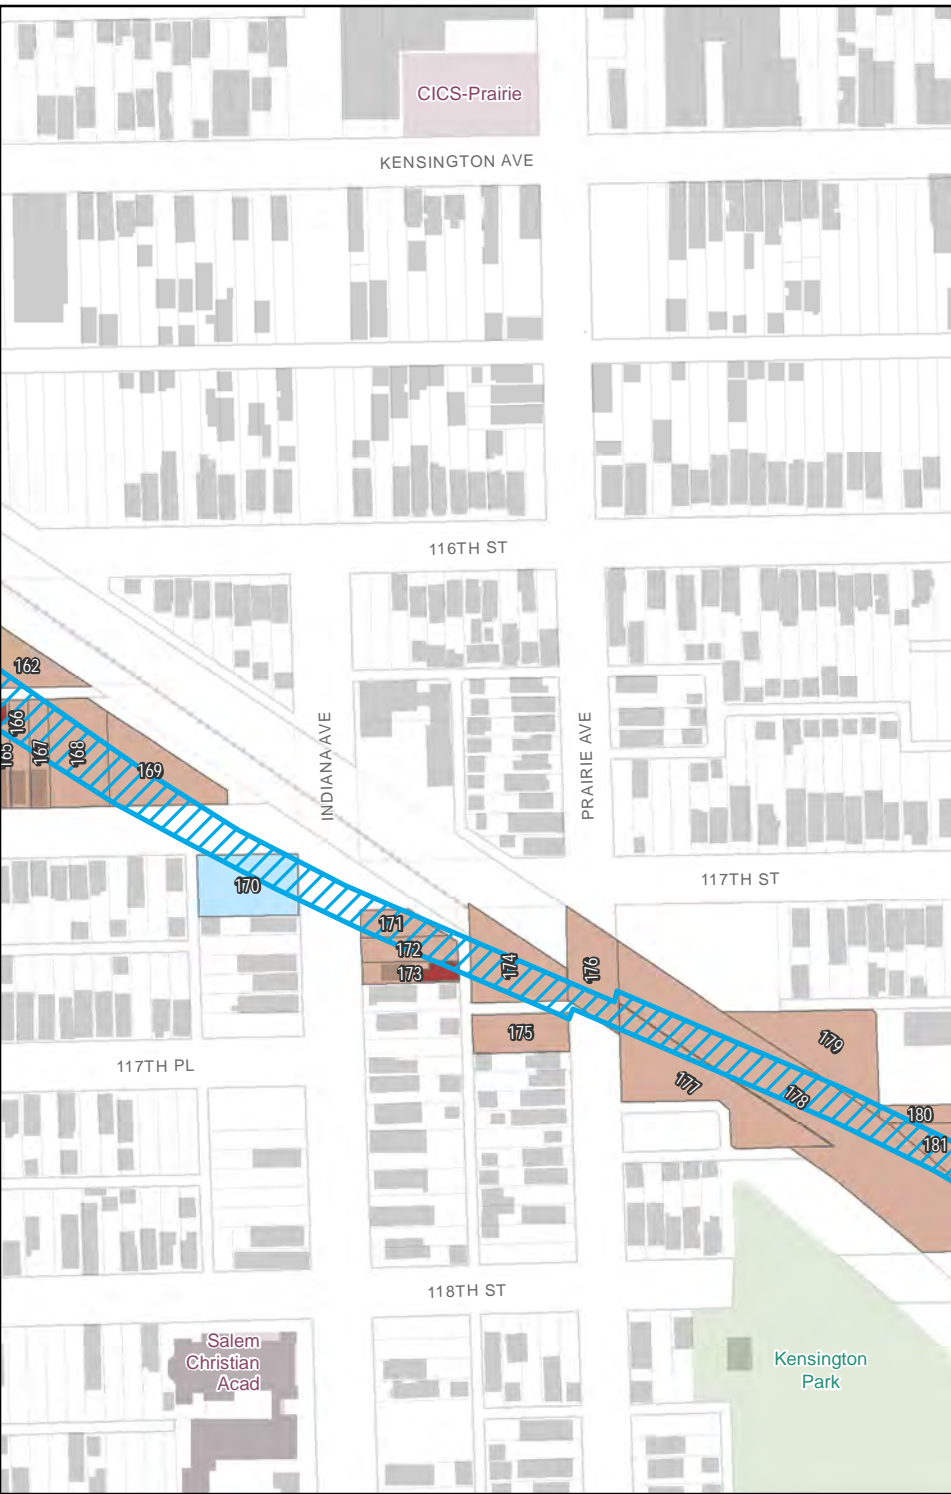 CICS-Prairie
KENSINGTON AVE
116TH ST
162
165
166
167
168
169
INDIANA AVE
PRAIRIE AVE
170
117TH ST
171
172
173
174
175
176
177
178
179
180
181
117TH PL
118TH ST
Salem
Christian
Acad
Kensington
Park